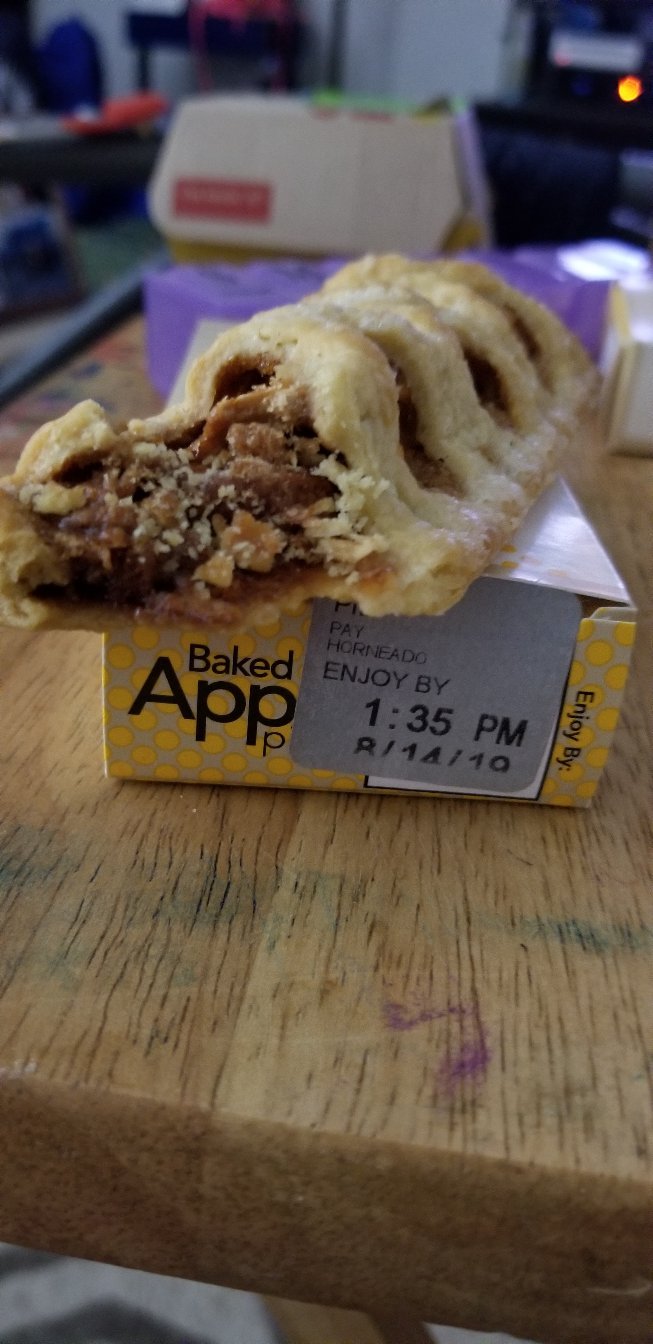 Baked
App
p
PAY
HORNEADO
ENJOY BY
1:35 PM
8/14/19
Enjoy By: